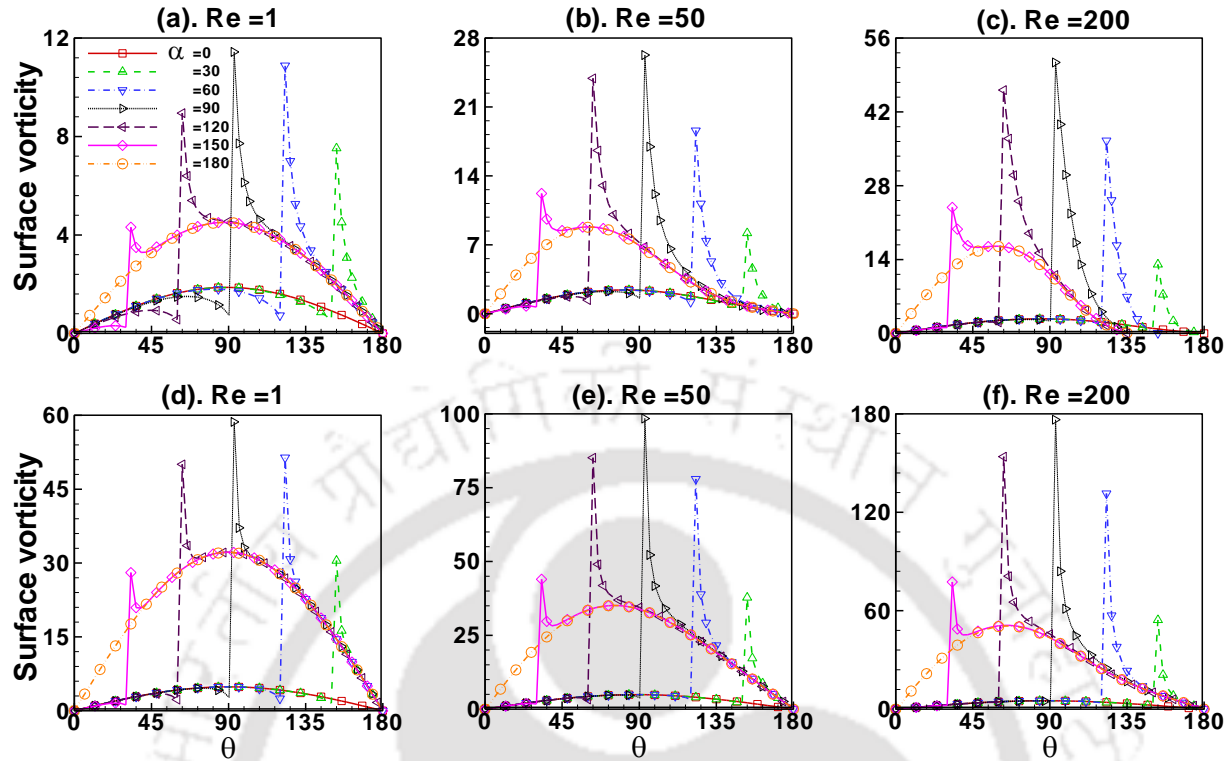 (a). Re =1
(b). Re =50
(c). Re =200
Surface vorticity
12
8
4
0
0 45 90 135 180
α =0
=30
=60
=90
=120
=150
=180
28
21
14
7
0
0 45 90 135 180
56
42
28
14
0
0 45 90 135 180
(d). Re =1
(e). Re =50
(f). Re =200
Surface vorticity
60
45
30
15
0
0 45 90 135 180
θ
100
75
50
25
0
0 45 90 135 180
θ
180
120
60
0
0 45 90 135 180
θ